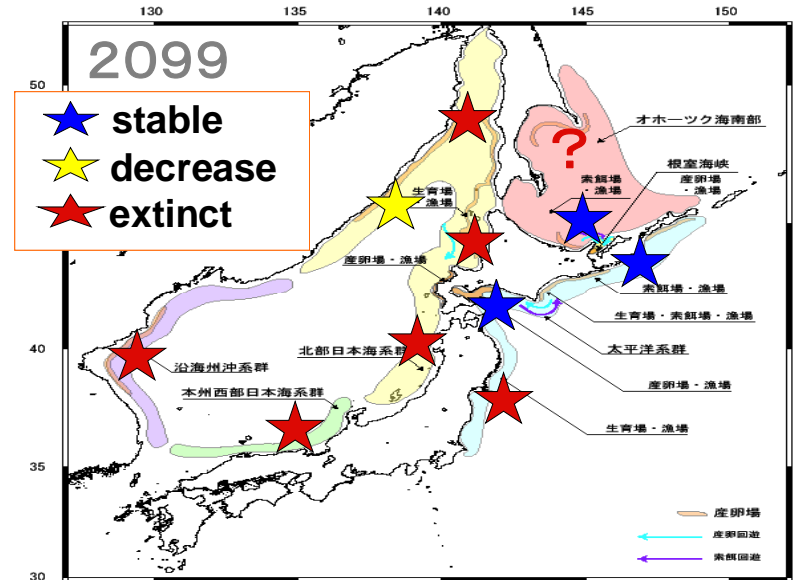 130
135
140
145
150
2099
50
stable
decrease
extinct
オホーツク海南部
?
根室海峡
索餌場
・漁場
産卵場
・漁場
生育場
・漁場
産卵場・漁場
索餌場・漁場
生育場・索餌場・漁場
40
沿海州沖系群
北部日本海系群
太平洋系群
本州西部日本海系群
産卵場・漁場
生育場・漁場
35
産卵場
産卵回遊
索餌回遊
30